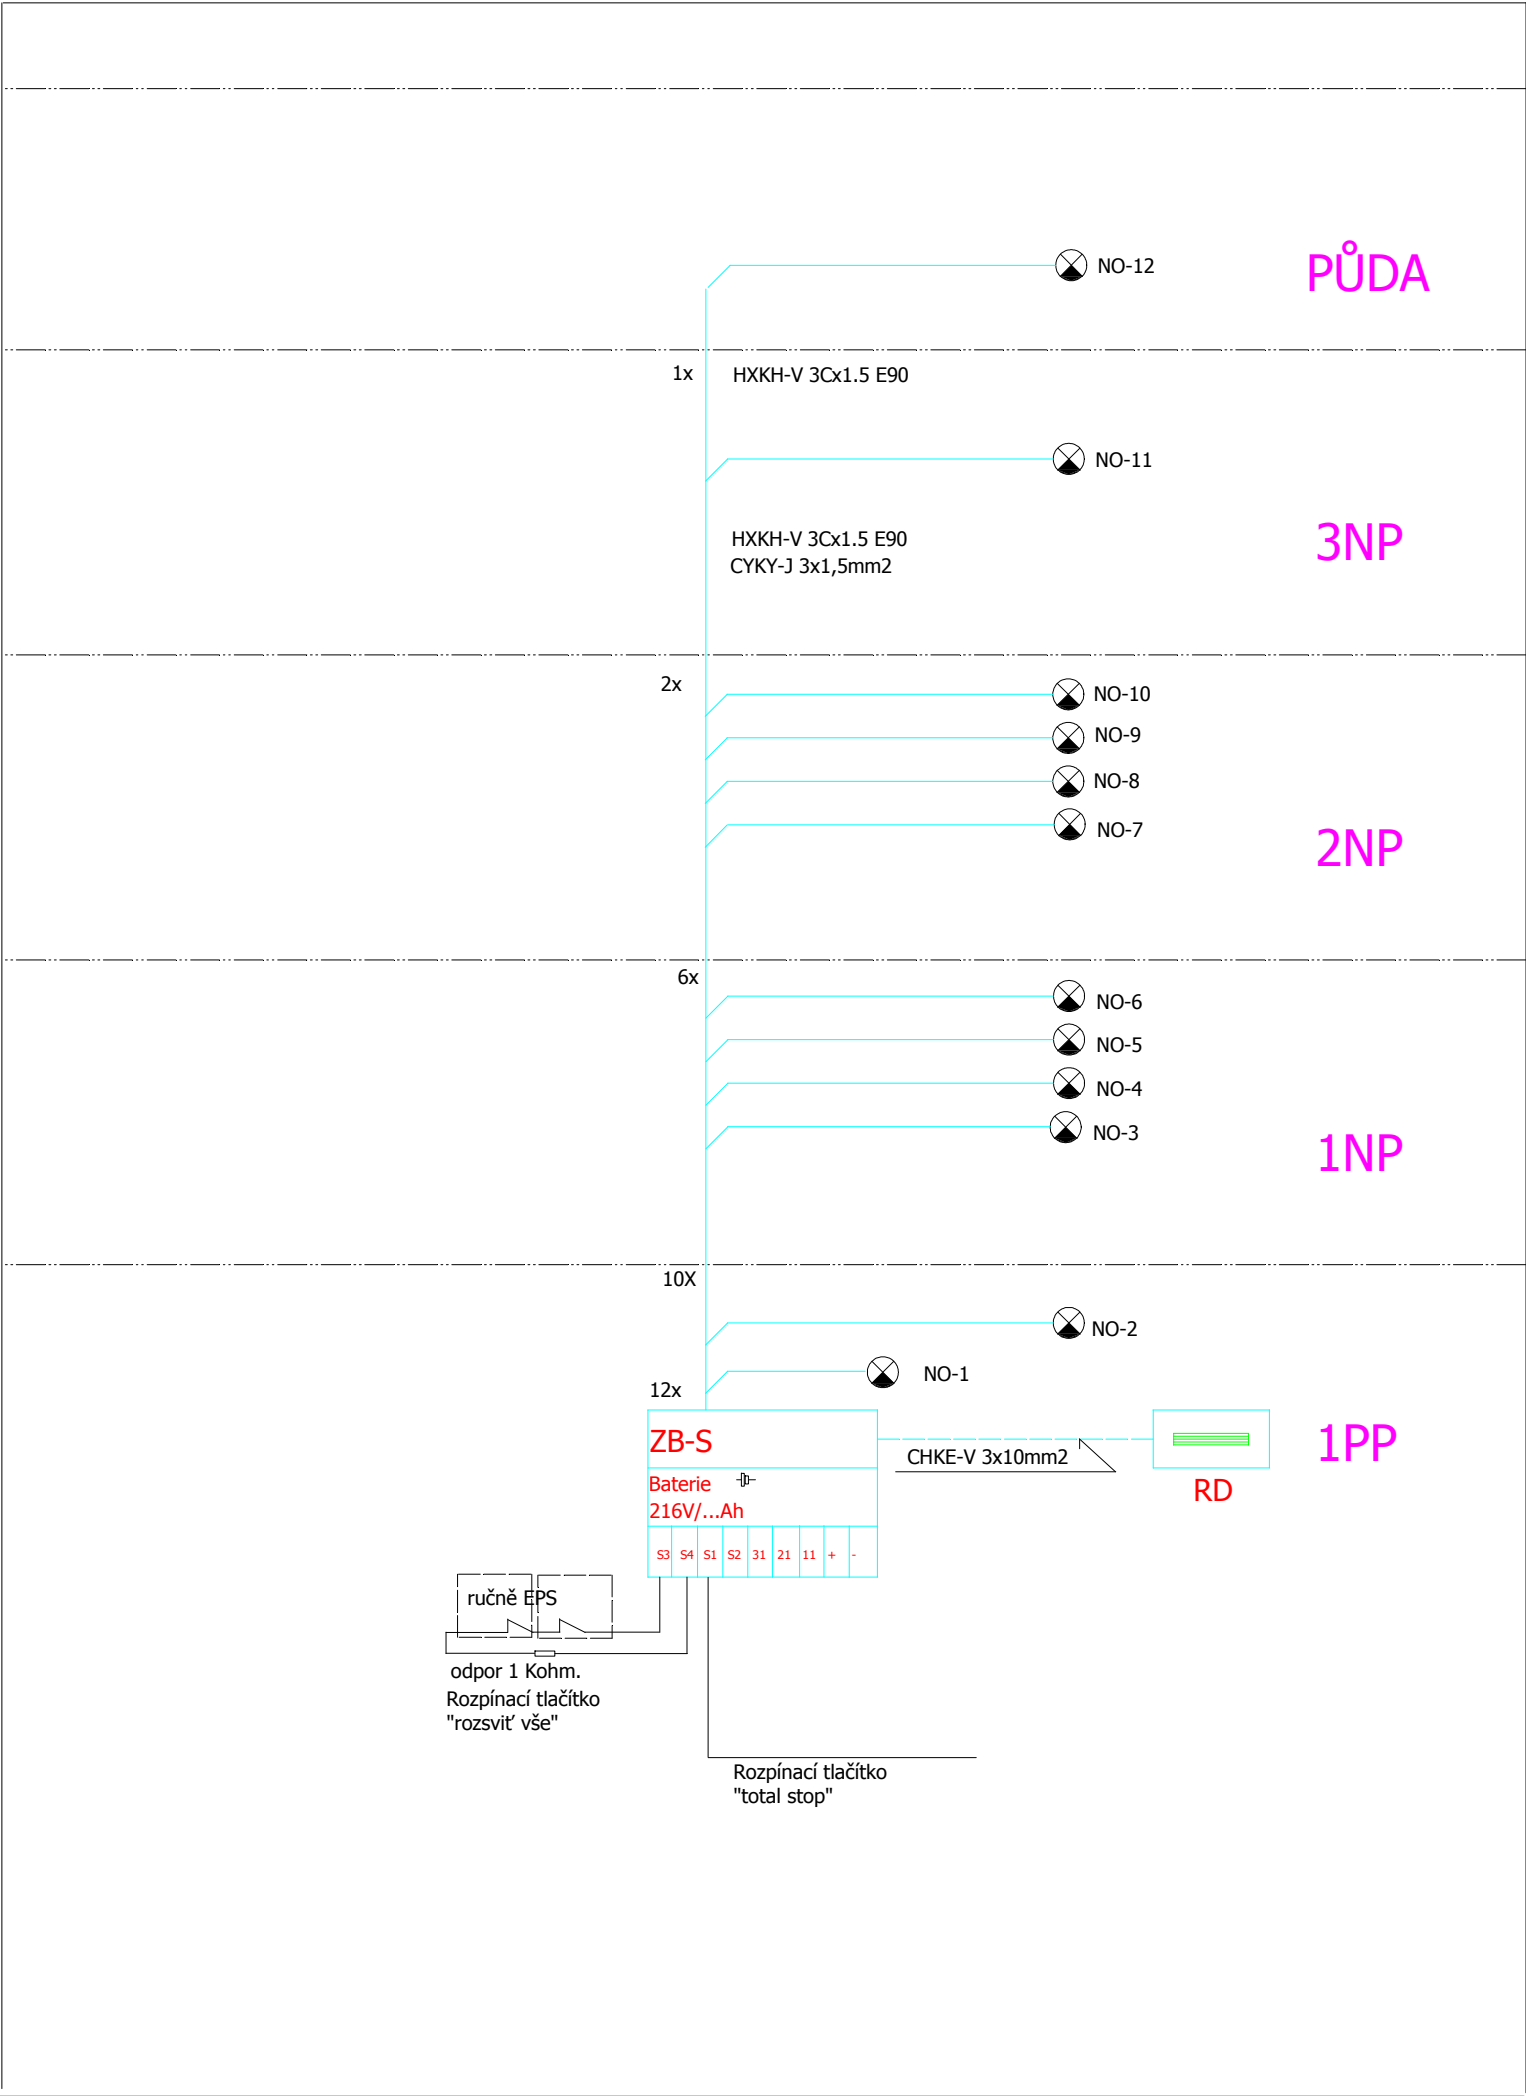 NO-12
PŮDA
1x
HXKH-V 3Cx1.5 E90
NO-11
HXKH-V 3Cx1.5 E90
CYKY-J 3x1,5mm2
3NP
2x
NO-10
NO-9
NO-8
NO-7
2NP
6x
NO-6
NO-5
NO-4
NO-3
1NP
10X
NO-2
NO-1
12x
ZB-S
CHKE-V 3x10mm2
1PP
Baterie
216V/...Ah
RD
S3 S4 S1 S2 31 21 11 + -
ručně EPS
odpor 1 Kohm.
Rozpínací tlačítko
"rozsviť vše"
Rozpínací tlačítko
"total stop"